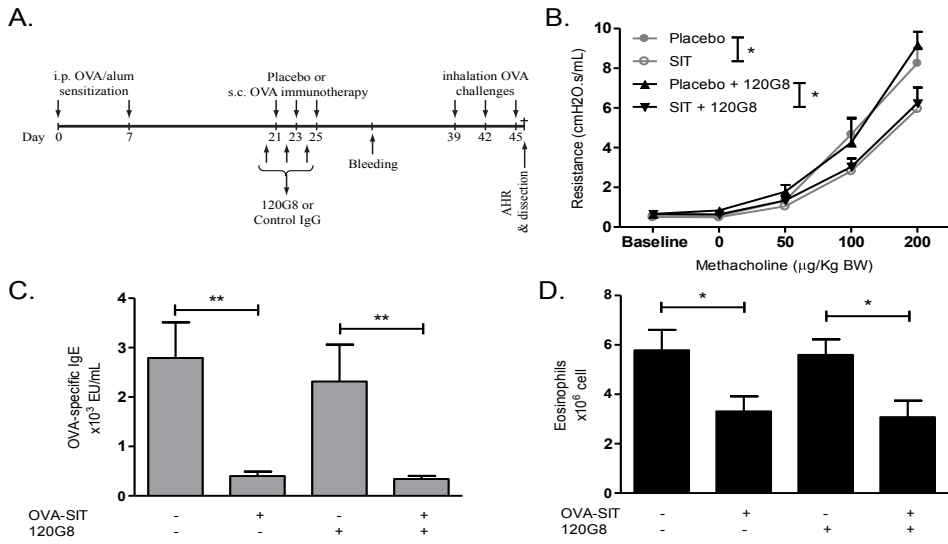 A.
i.p. OVA/alum
sensitization
Placebo or
s.c. OVA immunotherapy
inhalation OVA
challenges
†
Day 0 7 21 23 25 39 42 45
Bleeding
120G8 or
Control IgG
AHR
& dissection
B.
Placebo
SIT
*
Placebo + 120G8
SIT + 120G8
*
Resistance (cmH2O.s/mL)
10
8
6
4
2
0
Baseline 0 50 100 200
Methacholine (μg/Kg BW)
C.
OVA-specific IgE
x10³ EU/mL
4
3
2
1
0
** **
OVA-SIT - + - +
120G8 - - + +
D.
Eosinophils
x10⁶ cell
8
6
4
2
0
* *
OVA-SIT - + - +
120G8 - - + +